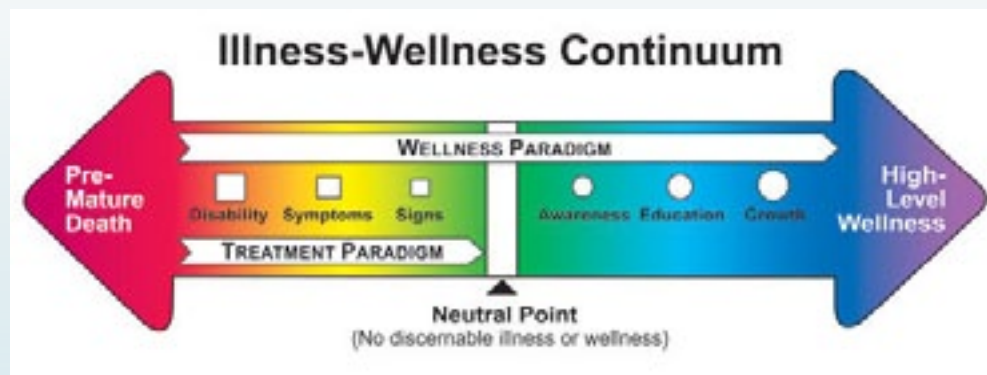 Illness-Wellness Continuum
WELLNESS PARADIGM
Pre-
Mature
Death
Disability Symptoms Signs
Awareness Education Growth
High-
Level
Wellness
TREATMENT PARADIGM
Neutral Point
(No discernable illness or wellness)